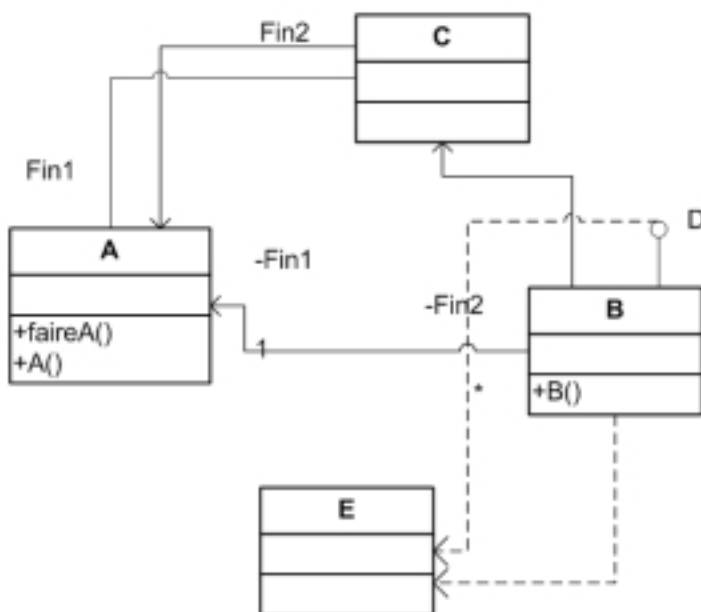 Fin2
C
Fin1
A
-Fin1
D
+faireA()
+A()
-Fin2
B
1
*
+B()
E